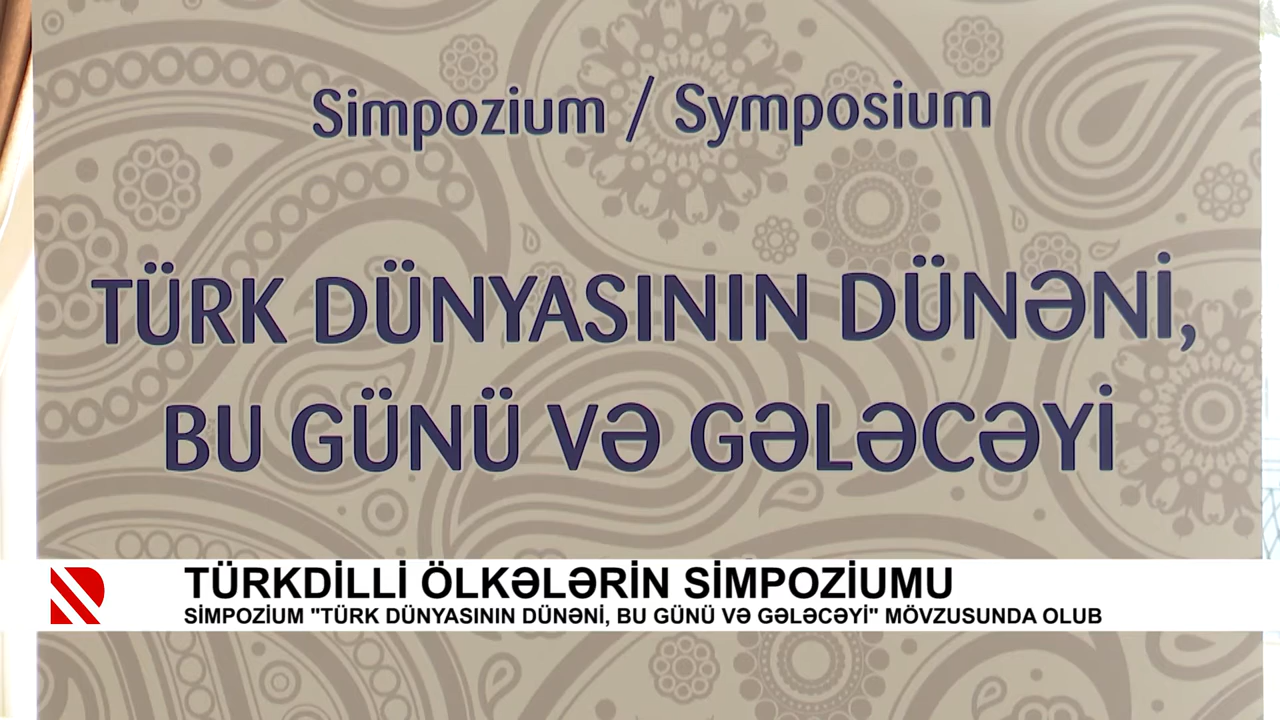 Simpozium / Symposium
TÜRK DÜNYASININ DÜNƏNİ,
BU GÜNÜ VƏ GƏLƏCƏYİ
TÜRKDİLLİ ÖLKƏLƏRİN SİMPOZİUMU
SİMPOZİUM "TÜRK DÜNYASININ DÜNƏNİ, BU GÜNÜ VƏ GƏLƏCƏYİ" MÖVZUSUNDA OLUB